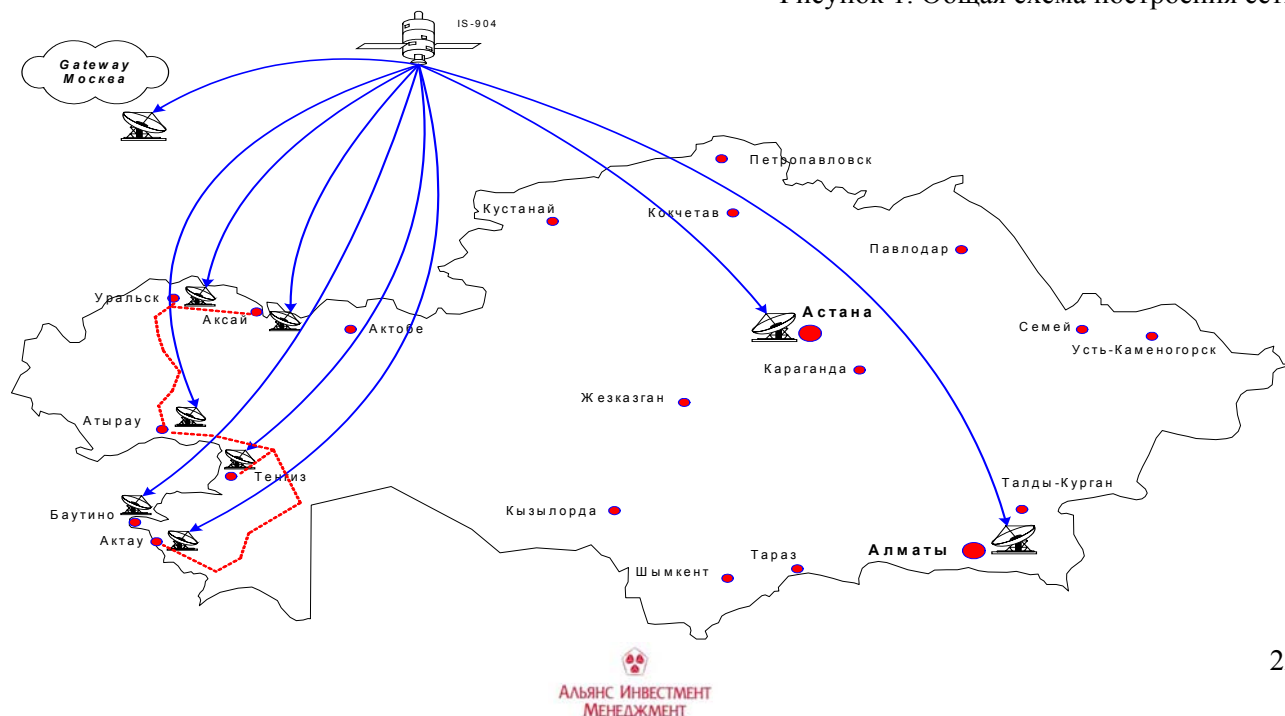 Рисунок 1. Общая схема построения сети
IS-904
Gateway
Москва
Петропавловск
Кустанай
Кокчетав
Павлодар
Уральск
Аксай
Актобе
Астана
Семей
Усть-Каменогорск
Караганда
Жезказган
Атырау
Тенгиз
Талды-Курган
Баутино
Кызылорда
Актау
Алматы
Тараз
Шымкент
2
Альянс Инвестмент
Менеджмент